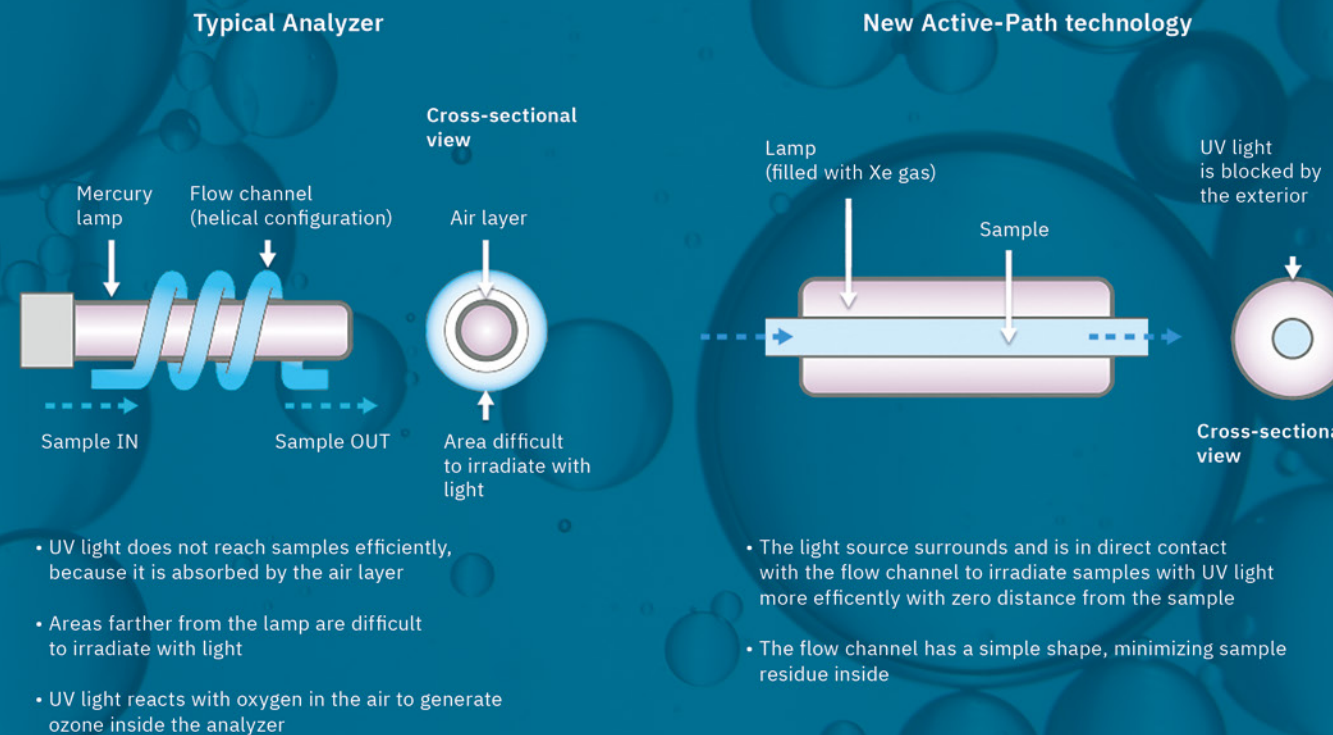 Typical Analyzer
Cross-sectional
view
Mercury
lamp
Flow channel
(helical configuration)
Air layer
Sample IN
Sample OUT
Area difficult
to irradiate with
light
• UV light does not reach samples efficiently,
because it is absorbed by the air layer
• Areas farther from the lamp are difficult
to irradiate with light
• UV light reacts with oxygen in the air to generate
ozone inside the analyzer
New Active-Path technology
Lamp
(filled with Xe gas)
Sample
UV light
is blocked by
the exterior
Cross-sectiona
view
• The light source surrounds and is in direct contact
with the flow channel to irradiate samples with UV light
more efficently with zero distance from the sample
• The flow channel has a simple shape, minimizing sample
residue inside